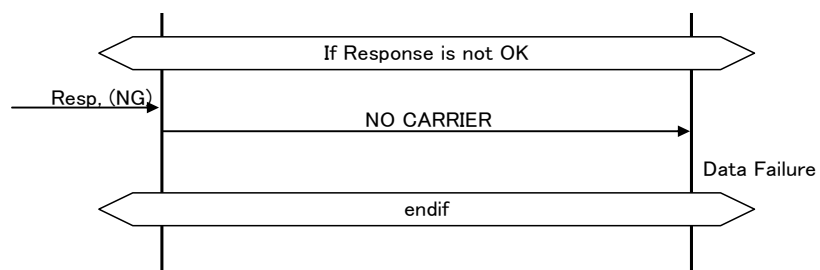 If Response is not OK
Resp, (NG)
NO CARRIER
Data Failure
endif